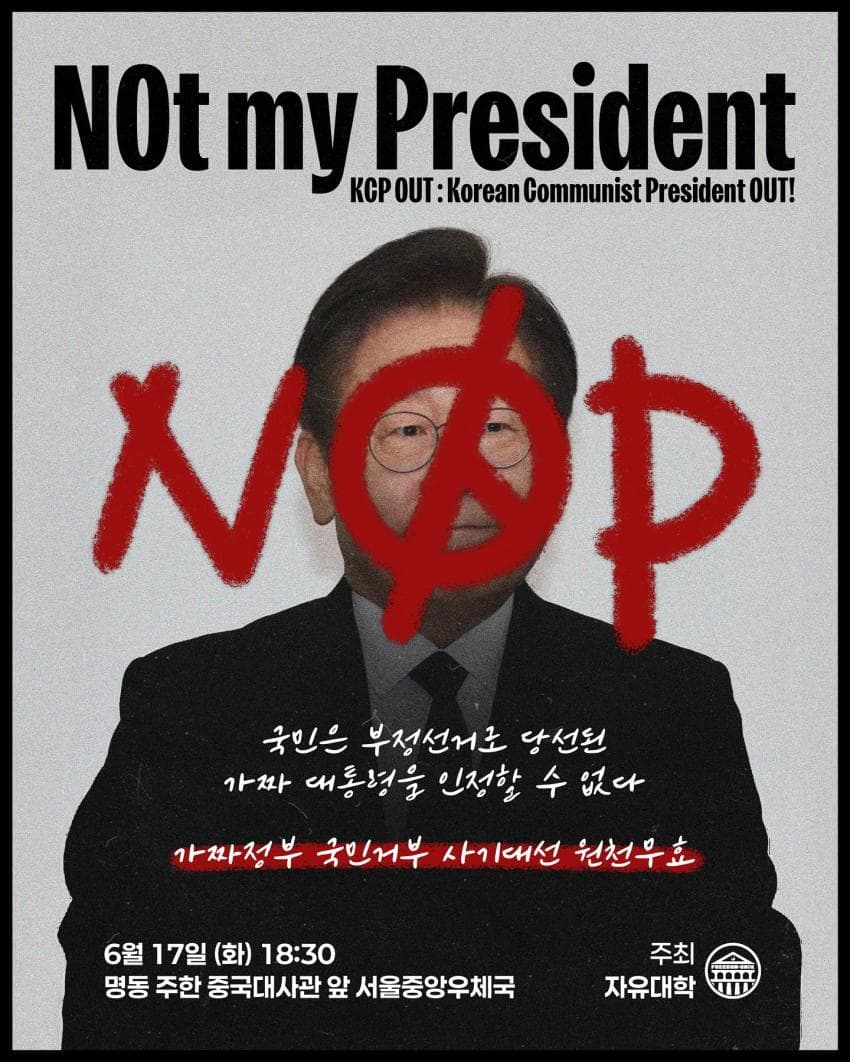 NOt my President
KCP OUT : Korean Communist President OUT!
NOP
국민은 부정선거로 당선된
가짜 대통령을 인정할 수 없다
가짜정부 국민거부 사기대선 원천무효
6월 17일 (화) 18:30
명동 주한 중국대사관 앞 서울중앙우체국
주최
자유대학